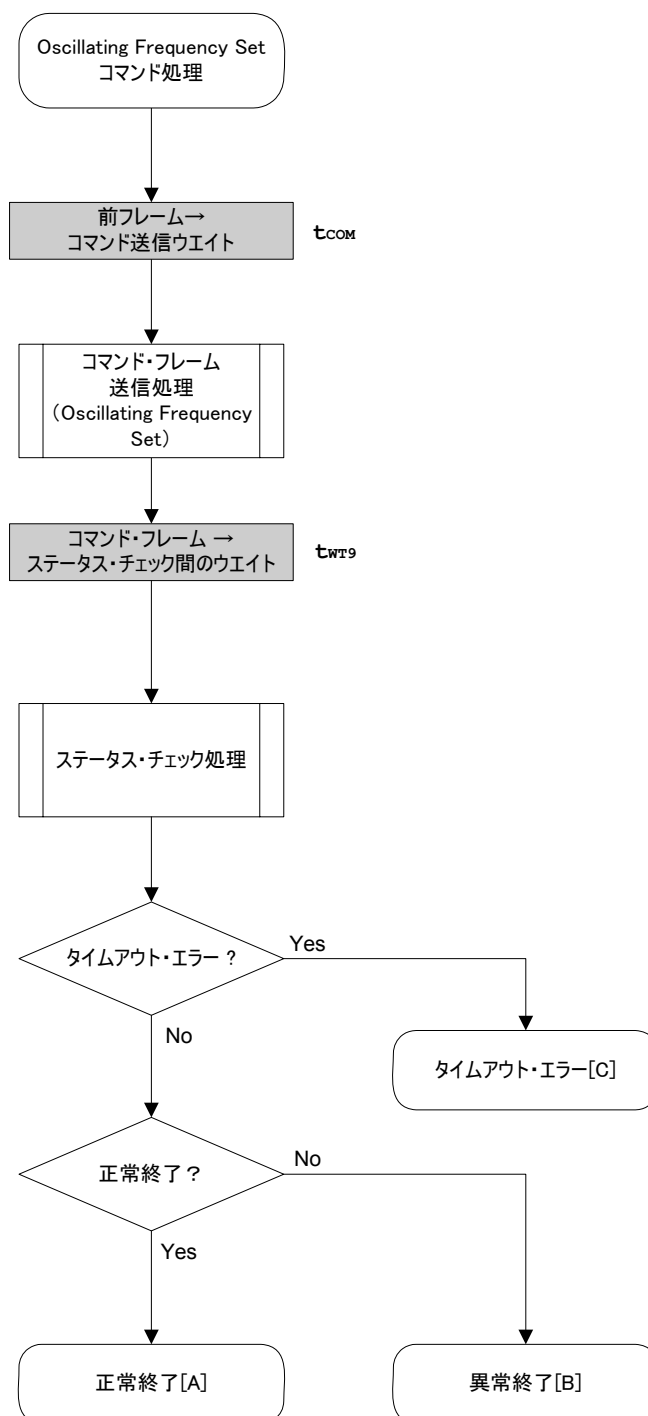 Oscillating Frequency Set
コマンド処理
前フレーム→
コマンド送信ウエイト
tCOM
コマンド・フレーム
送信処理
（Oscillating Frequency
Set）
コマンド・フレーム →
ステータス・チェック間のウエイト
tWT9
ステータス・チェック処理
タイムアウト・エラー ?
Yes
No
タイムアウト・エラー[C]
正常終了？
No
Yes
正常終了[A]
異常終了[B]